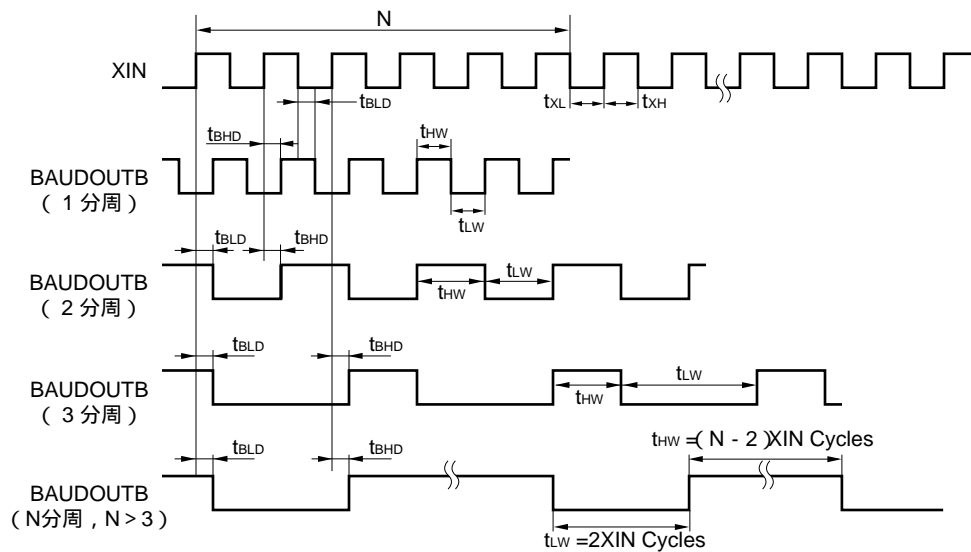 N
XIN
tBLD
tXL tXH
tBHD
tHW
BAUDOUTB
( 1 分周 )
tLW
tBLD tBHD
BAUDOUTB
( 2 分周 )
tHW tLW
tBLD tBHD
BAUDOUTB
( 3 分周 )
tHW tLW
tHW =( N - 2 )XIN Cycles
tBLD tBHD
BAUDOUTB
( N分周 , N > 3 )
tLW =2XIN Cycles